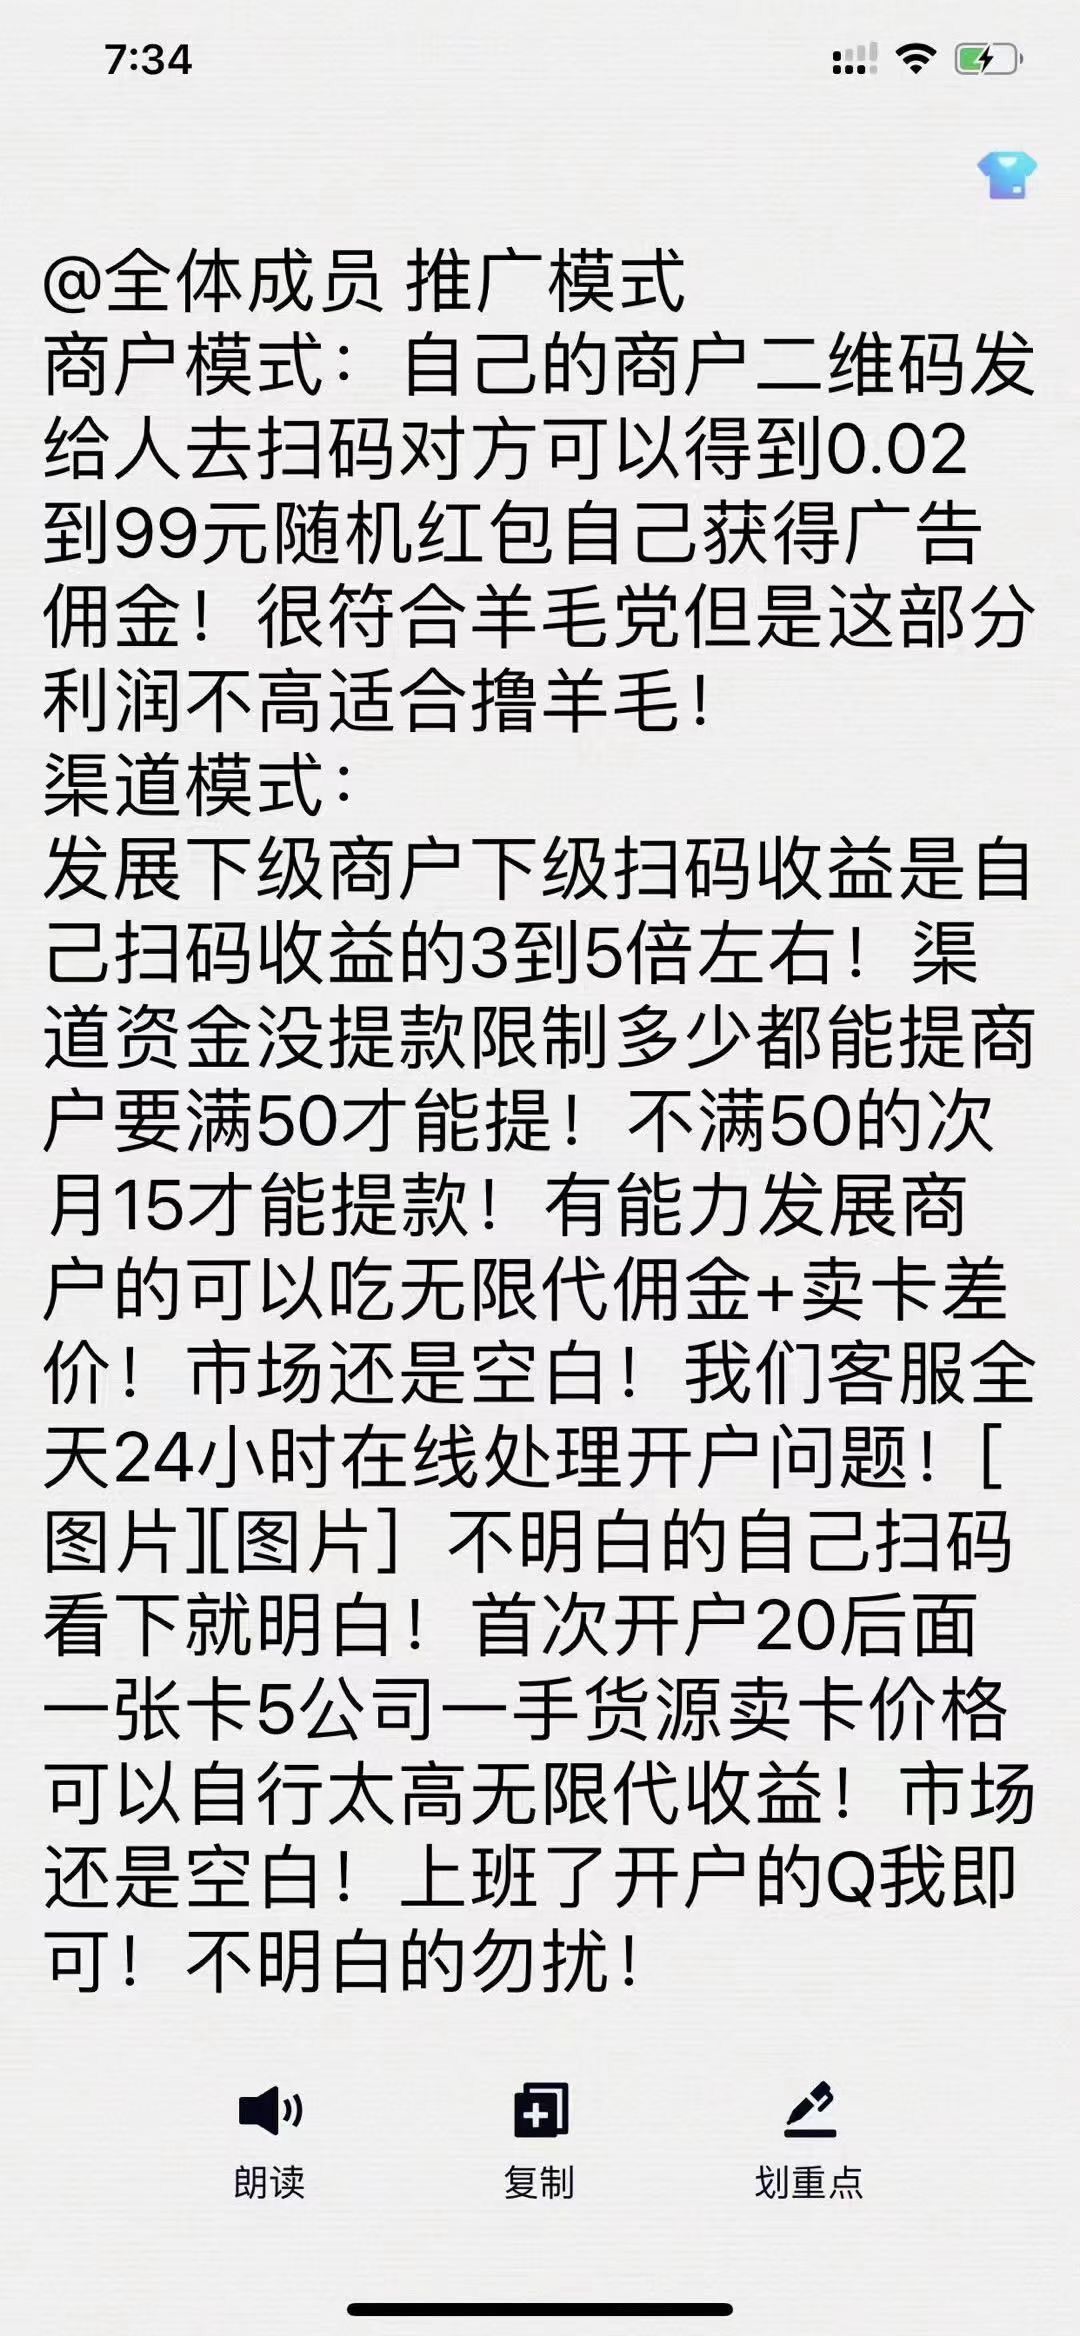 7:34
@全体成员 推广模式
商户模式：自己的商户二维码发
给人去扫码对方可以得到0.02
到99元随机红包自己获得广告
佣金！很符合羊毛党但是这部分
利润不高适合撸羊毛！
渠道模式：
发展下级商户下级扫码收益是自
己扫码收益的3到5倍左右！渠
道资金没提款限制多少都能提商
户要满50才能提！不满50的次
月15才能提款！有能力发展商
户的可以吃无限代佣金+卖卡差
价！市场还是空白！我们客服全
天24小时在线处理开户问题！[
图片][图片] 不明白的自己扫码
看下就明白！首次开户20后面
一张卡5公司一手货源卖卡价格
可以自行太高无限代收益！市场
还是空白！上班了开户的Q我即
可！不明白的勿扰！
朗读 复制 划重点